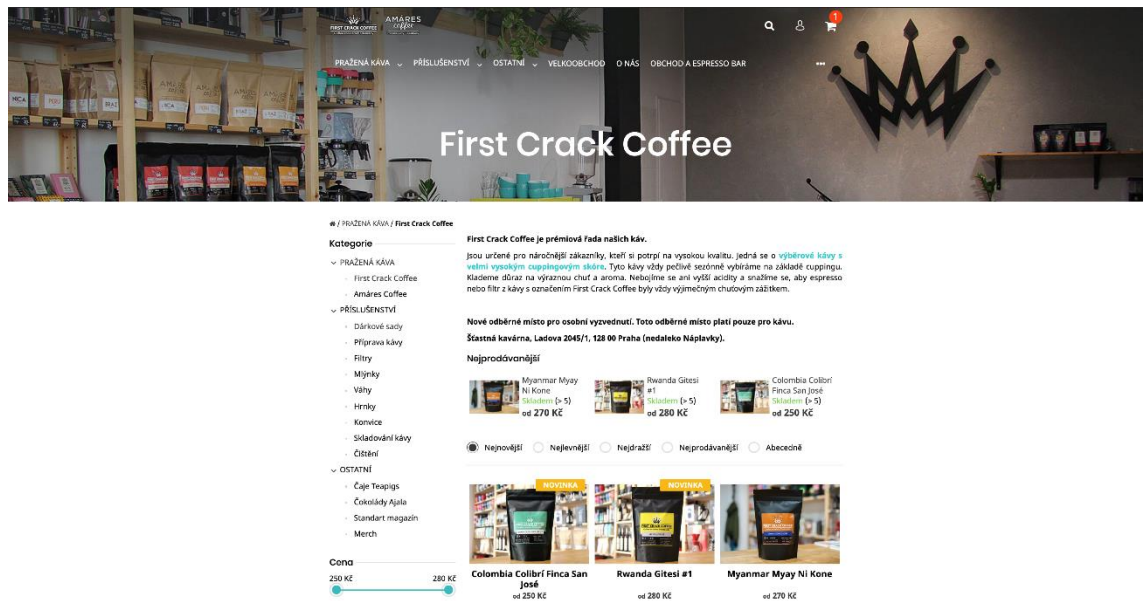 FIRST CRACK COFFEE
AMÁRES
coffee
1
PRAŽENÁ KÁVA
PŘÍSLUŠENSTVÍ
OSTATNÍ
VELKOOBCHOD
O NÁS
OBCHOD A ESPRESSO BAR
•••
First Crack Coffee
/ PRAŽENÁ KÁVA / First Crack Coffee
Kategorie
PRAŽENÁ KÁVA
First Crack Coffee
Amáres Coffee
PŘÍSLUŠENSTVÍ
Dárkové sady
Příprava kávy
Filtry
Mlýnky
Váhy
Hrnky
Konvice
Skladování kávy
Čištění
OSTATNÍ
Čaje Teapigs
Čokolády Ajala
Standart magazín
Merch
Cena
250 Kč 280 Kč
First Crack Coffee je prémiová řada našich káv.
Jsou určené pro náročnější zákazníky, kteří si potrpí na vysokou kvalitu. Jedná se o výběrové kávy s
velmi vysokým cuppingovým skóre. Tyto kávy vždy pečlivě sezónně vybíráme na základě cuppingu.
Klademe důraz na výraznou chuť a aroma. Nebojíme se ani vyšší acidity a snažíme se, aby espresso
nebo filtr z kávy s označením First Crack Coffee byly vždy výjimečným chuťovým zážitkem.
Nové odběrné místo pro osobní vyzvednutí. Toto odběrné místo platí pouze pro kávu.
Šťastná kavárna, Ladova 2045/1, 128 00 Praha (nedaleko Náplavky).
Nejprodávanější
Myanmar Myay
Ni Kone
Skladem (> 5)
od 270 Kč
Rwanda Gitesi
#1
Skladem (> 5)
od 280 Kč
Colombia Colibrí
Finca San José
Skladem (> 5)
od 250 Kč
Nejnovější
Nejlevnější
Nejdražší
Nejprodávanější
Abecedně
NOVINKA
Colombia Colibrí Finca San
José
od 250 Kč
NOVINKA
Rwanda Gitesi #1
od 280 Kč
Myanmar Myay Ni Kone
od 270 Kč